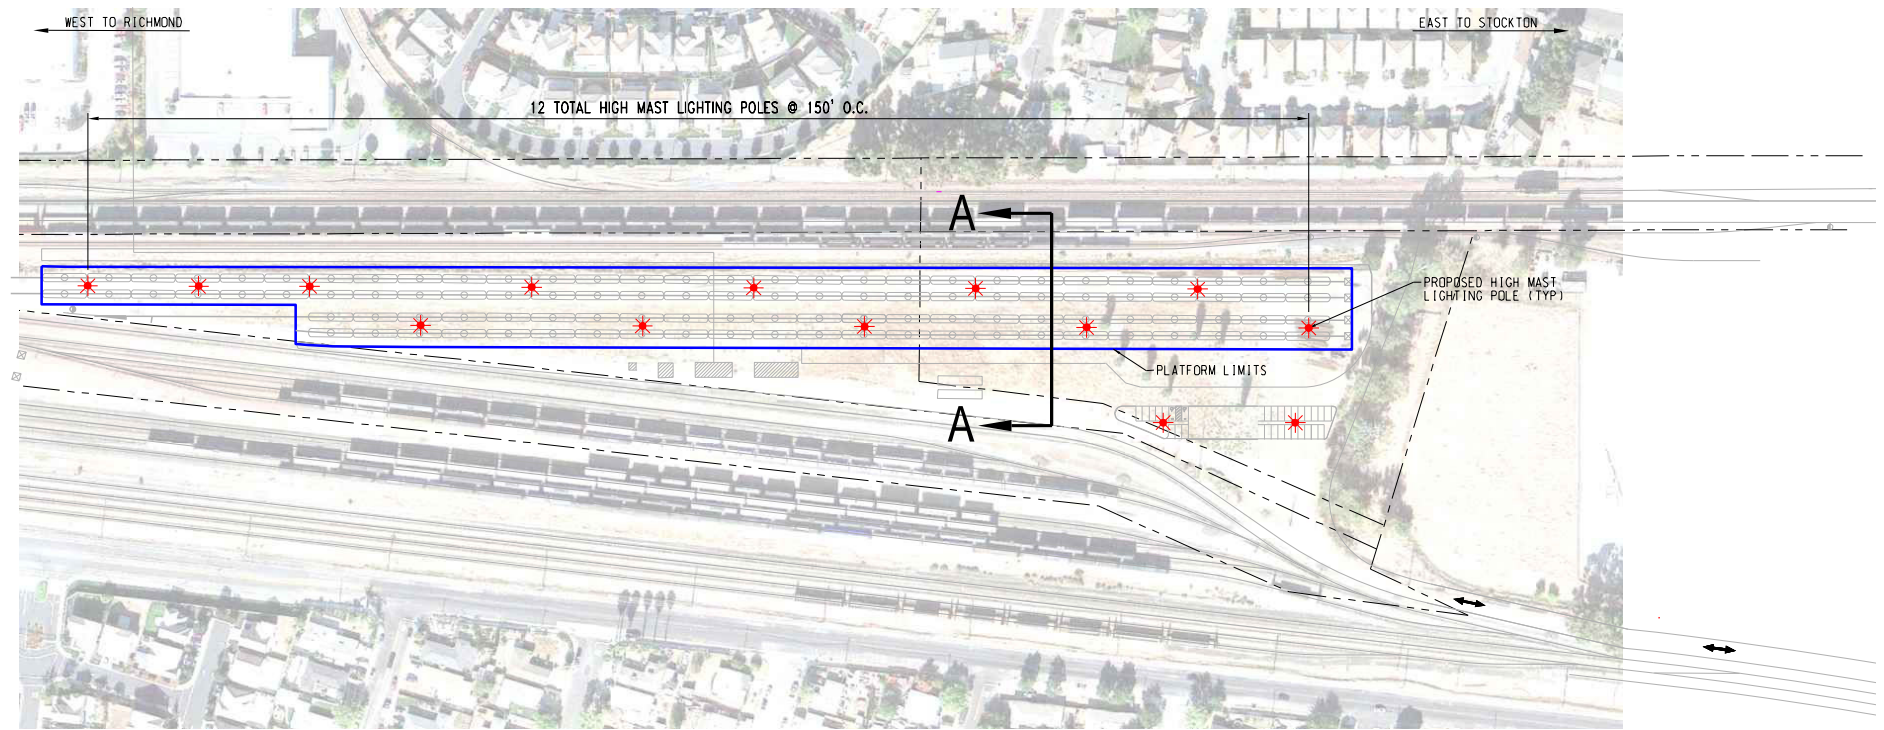 WEST TO RICHMOND
EAST TO STOCKTON
12 TOTAL HIGH MAST LIGHTING POLES @ 150' O.C.
A
PROPOSED HIGH MAST
LIGHTING POLE (TYP)
PLATFORM LIMITS
A